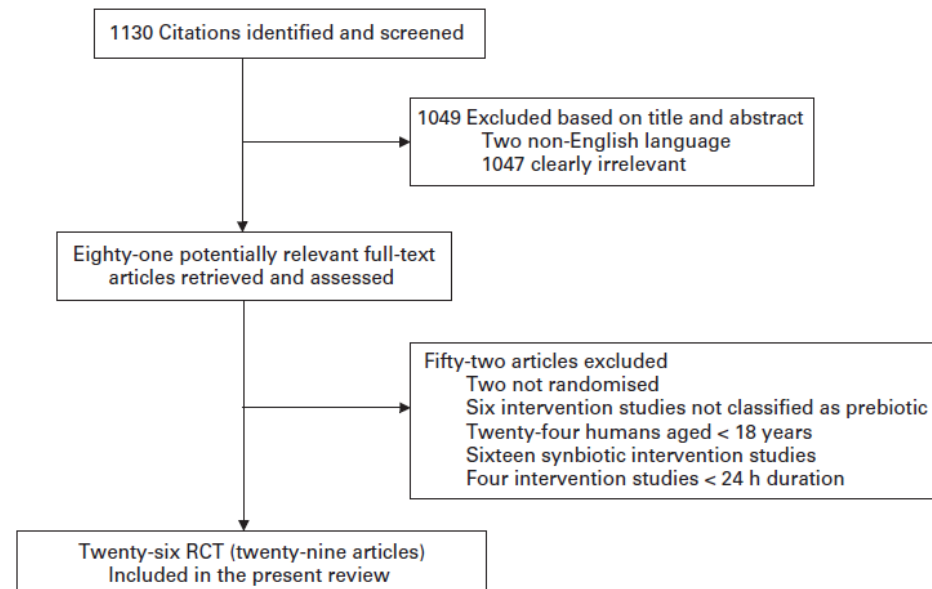 1130 Citations identified and screened
1049 Excluded based on title and abstract
Two non-English language
1047 clearly irrelevant
Eighty-one potentially relevant full-text
articles retrieved and assessed
Fifty-two articles excluded
Two not randomised
Six intervention studies not classified as prebiotic
Twenty-four humans aged < 18 years
Sixteen synbiotic intervention studies
Four intervention studies < 24 h duration
Twenty-six RCT (twenty-nine articles)
Included in the present review